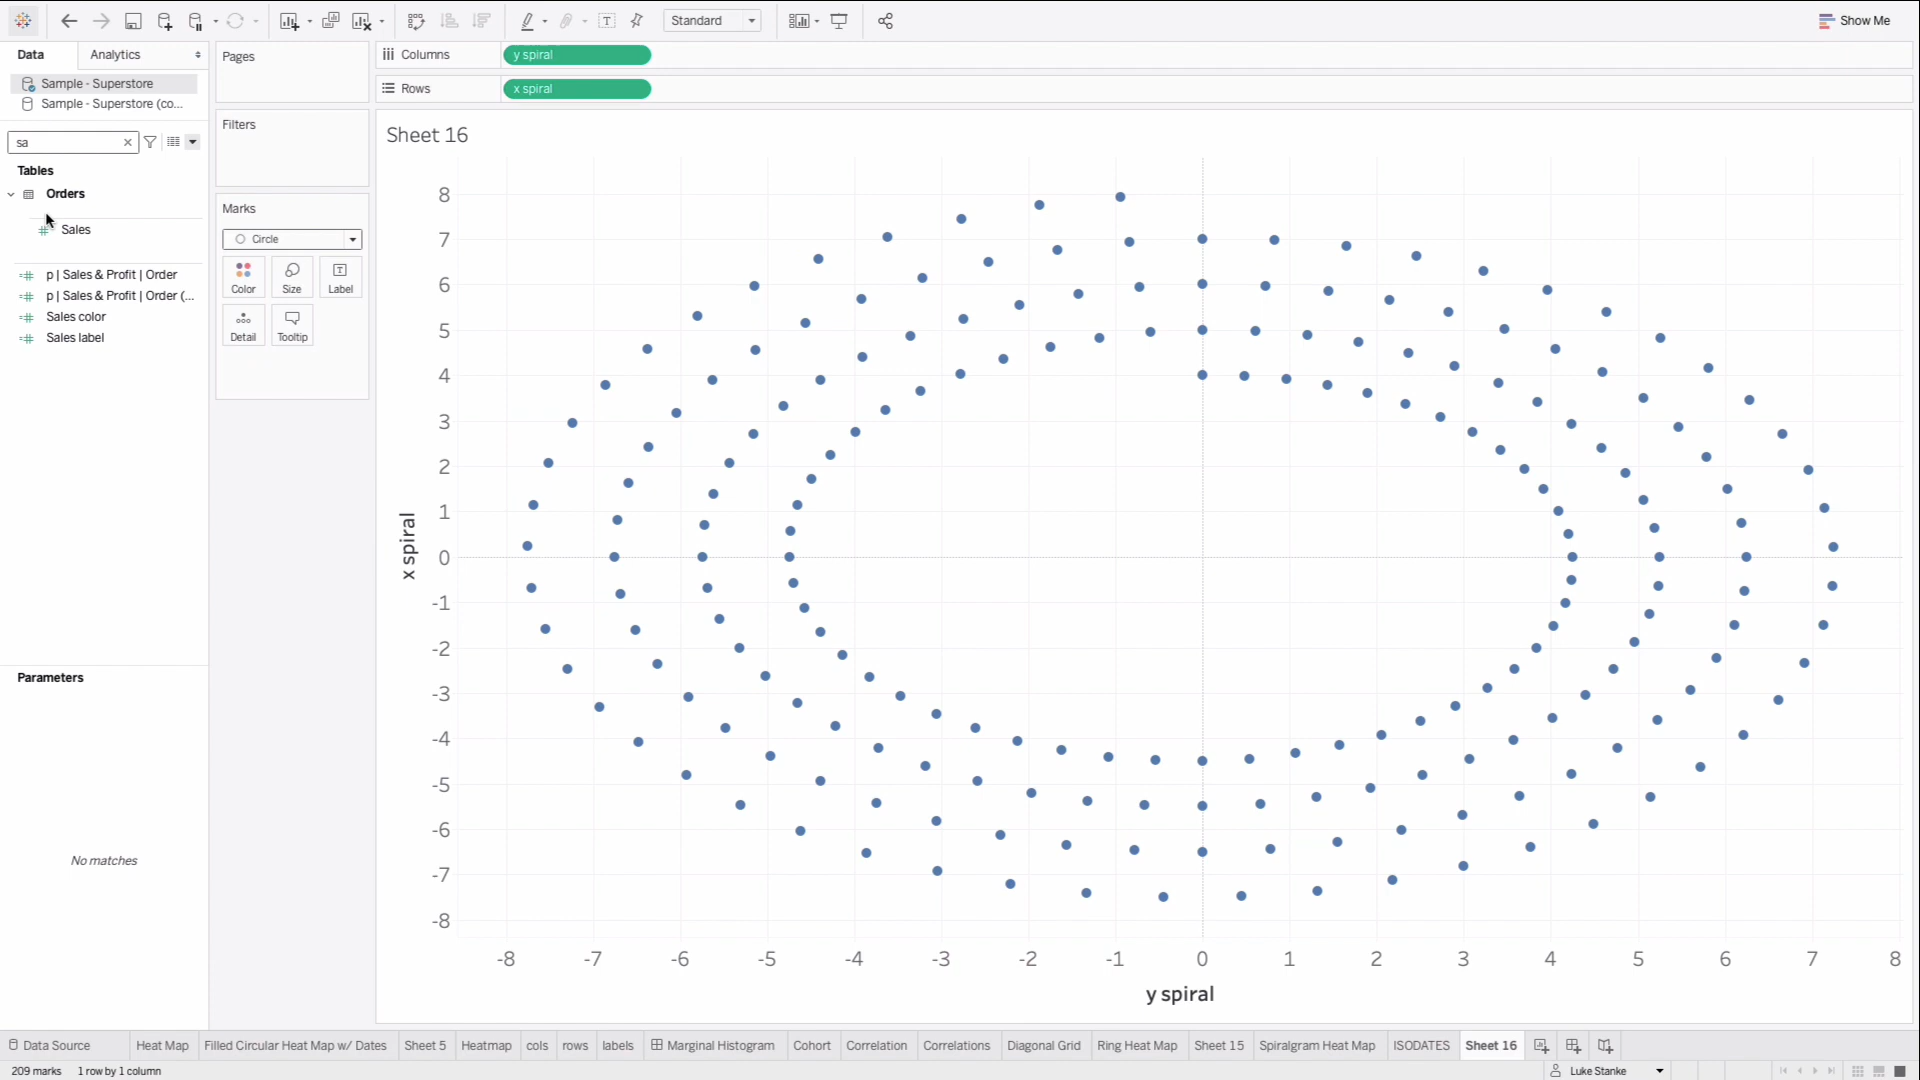 Standard
Show Me
Data
Analytics
Sample - Superstore
Sample - Superstore (co...
sa
Tables
Orders
Sales
p | Sales & Profit | Order
p | Sales & Profit | Order (...
Sales color
Sales label
Parameters
No matches
Pages
Filters
Marks
Circle
Color
Size
Label
Detail
Tooltip
Columns
y spiral
Rows
x spiral
Sheet 16
8
7
6
5
4
3
2
1
0
-1
-2
-3
-4
-5
-6
-7
-8
x spiral
-8 -7 -6 -5 -4 -3 -2 -1 0 1 2 3 4 5 6 7 8
y spiral
Data Source Heat Map Filled Circular Heat Map w/ Dates Sheet 5 Heatmap cols rows labels Marginal Histogram Cohort Correlation Correlations Diagonal Grid Ring Heat Map Sheet 15 Spiralgram Heat Map ISODATES Sheet 16
209 marks 1 row by 1 column Luke Stanke